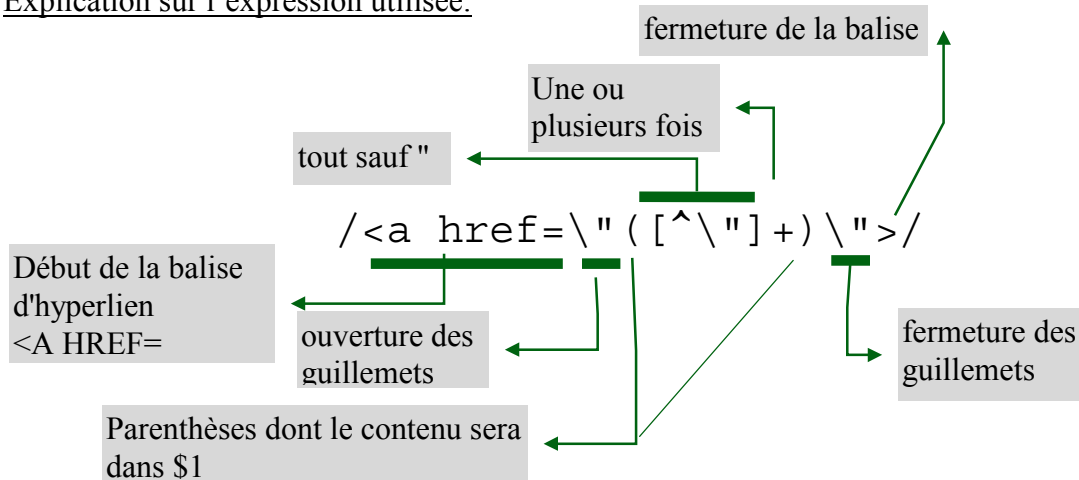 Explication sur l'expression utilisée:
fermeture de la balise
Une ou
plusieurs fois
tout sauf "
/<a href=\"([^\"]+)\">/
Début de la balise
d'hyperlien
<A HREF=
ouverture des
guillemets
fermeture des
guillemets
Parenthèses dont le contenu sera
dans $1